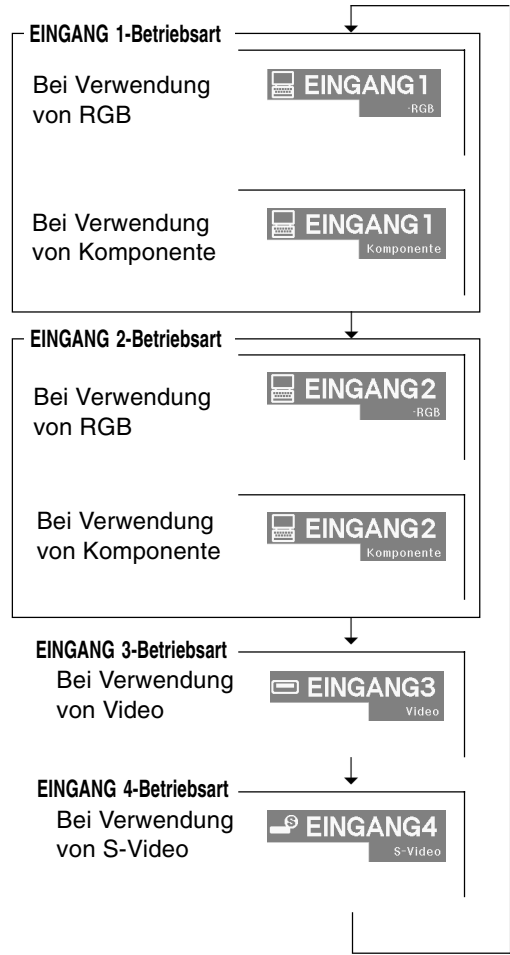 EINGANG 1-Betriebsart
Bei Verwendung
von RGB
EINGANG1
-RGB
Bei Verwendung
von Komponente
EINGANG1
Komponente
EINGANG 2-Betriebsart
Bei Verwendung
von RGB
EINGANG2
-RGB
Bei Verwendung
von Komponente
EINGANG2
Komponente
EINGANG 3-Betriebsart
Bei Verwendung
von Video
EINGANG3
Video
EINGANG 4-Betriebsart
Bei Verwendung
von S-Video
S EINGANG4
S-Video